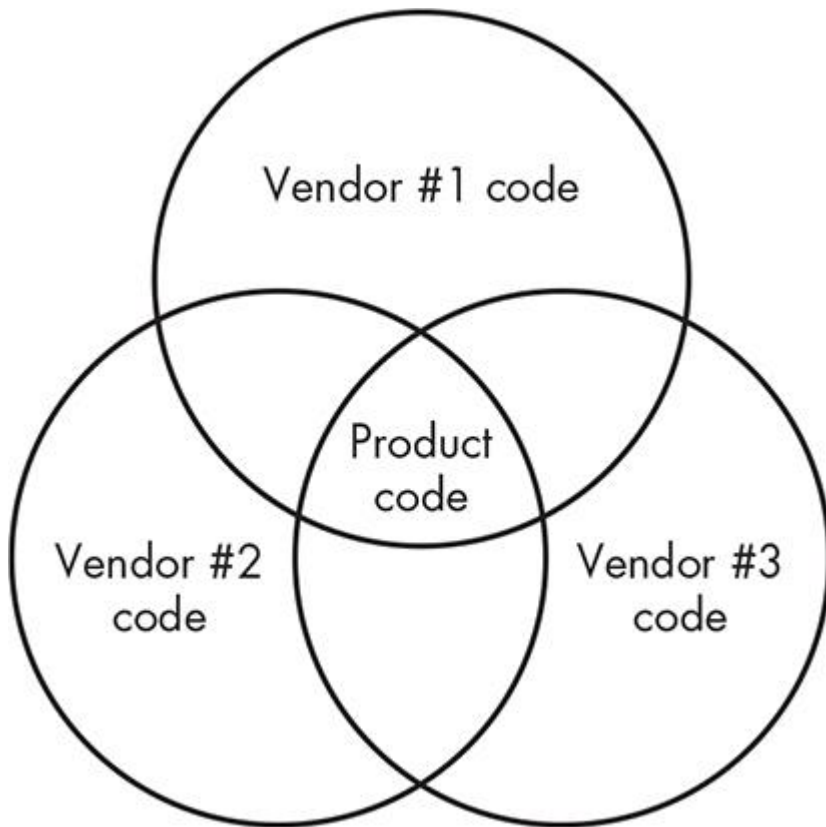 Vendor #1 code
Product
code
Vendor #2
code
Vendor #3
code